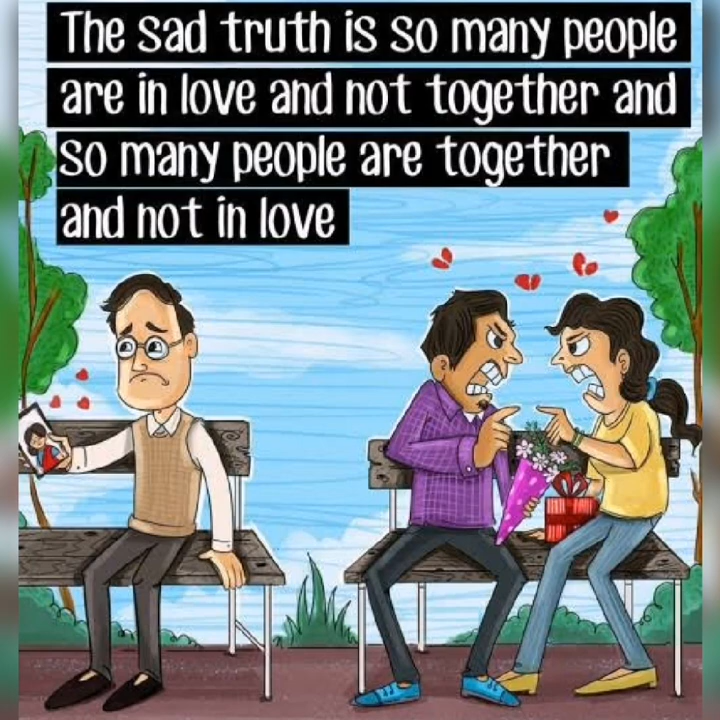 The sad truth is so many people
are in love and not together and
so many people are together
and not in love